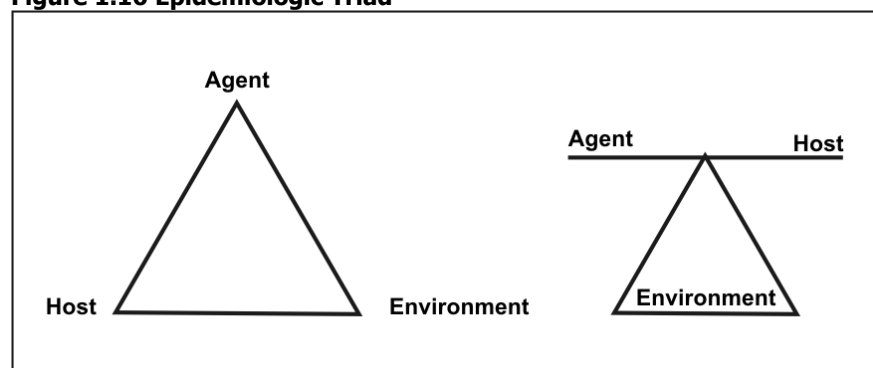 Figure 1.16 Epidemiologic Triad
Agent
Host
Environment
Agent
Host
Environment